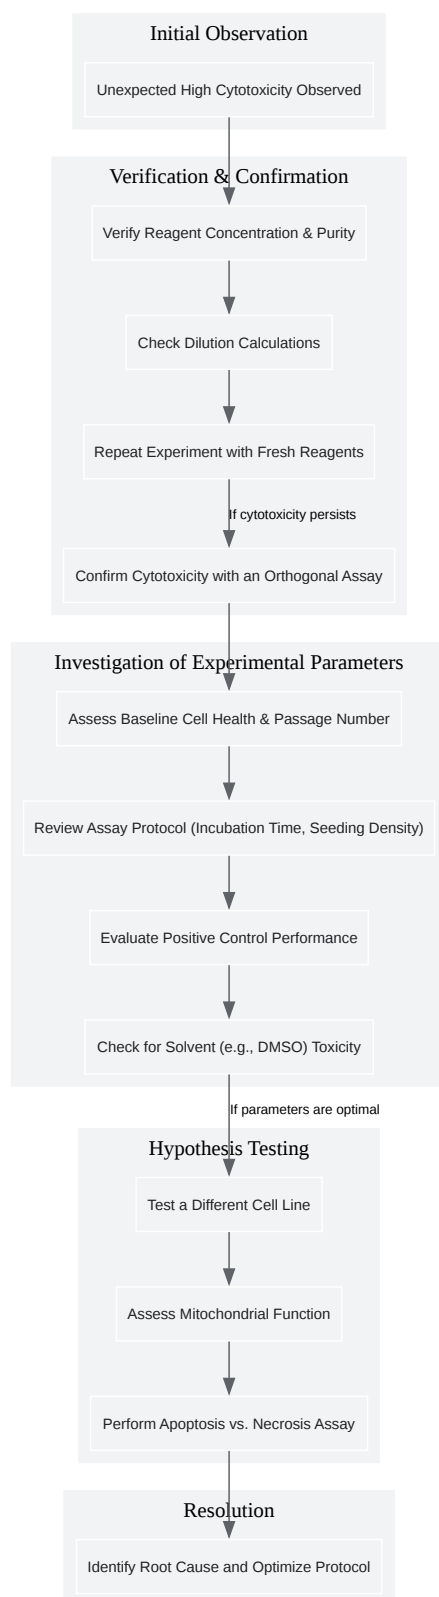 Initial Observation
Unexpected High Cytotoxicity Observed
Verification & Confirmation
Verify Reagent Concentration & Purity
Check Dilution Calculations
Repeat Experiment with Fresh Reagents
If cytotoxicity persists
Confirm Cytotoxicity with an Orthogonal Assay
Investigation of Experimental Parameters
Assess Baseline Cell Health & Passage Number
Review Assay Protocol (Incubation Time, Seeding Density)
Evaluate Positive Control Performance
Check for Solvent (e.g., DMSO) Toxicity
If parameters are optimal
Hypothesis Testing
Test a Different Cell Line
Assess Mitochondrial Function
Perform Apoptosis vs. Necrosis Assay
Resolution
Identify Root Cause and Optimize Protocol